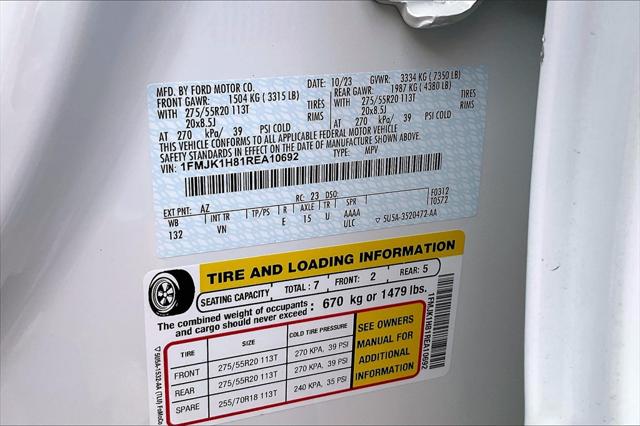 MFD. BY FORD MOTOR CO.
DATE: 10/23 GVWR: 3334 KG (7350 LB)
FRONT GAWR: 1504 KG (3315 LB) REAR GAWR: 1987 KG (4380 LB)
WITH 275/55R20 113T TIRES WITH 275/55R20 113T TIRES
20x8.5J RIMS 20x8.5J RIMS
AT 270 kPa/ 39 PSI COLD AT 270 kPa/ 39 PSI COLD
THIS VEHICLE CONFORMS TO ALL APPLICABLE FEDERAL MOTOR VEHICLE
SAFETY STANDARDS IN EFFECT ON THE DATE OF MANUFACTURE SHOWN ABOVE.
VIN: 1FMJK1H81REA10692 TYPE: MPV
EXT PNT: AZ RC: 23 DSO: F0312
WB INT TR TP/PS R AXLE TR SPR T0572
132 VN E 15 U AAAA
ULC ▽ 5U5A-3520472-AA
TIRE AND LOADING INFORMATION
SEATING CAPACITY TOTAL: 7 FRONT: 2 REAR: 5
The combined weight of occupants and cargo should never exceed: 670 kg or 1479 lbs.
TIRE SIZE COLD TIRE PRESSURE
FRONT 275/55R20 113T 270 KPA, 39 PSI
REAR 275/55R20 113T 270 KPA, 39 PSI
SPARE 255/70R18 113T 240 KPA, 35 PSI
SEE OWNERS
MANUAL FOR
ADDITIONAL
INFORMATION
1FMJK1H81REA10692